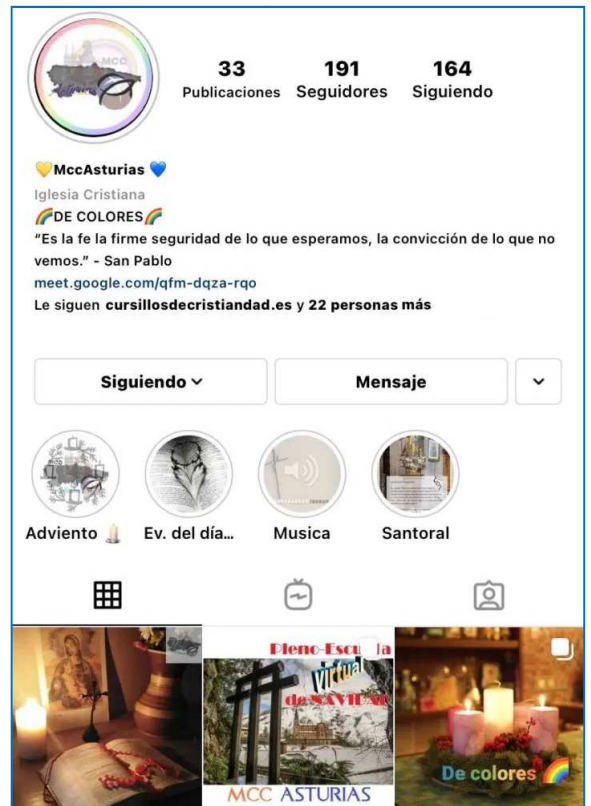 MCC
33 191 164
Publicaciones Seguidores Siguiendo
💛MccAsturias 💙
Iglesia Cristiana
🌈DE COLORES🌈
"Es la fe la firme seguridad de lo que esperamos, la convicción de lo que no
vemos." - San Pablo
meet.google.com/qfm-dqza-rqo
Le siguen cursillosdecristiandad.es y 22 personas más
Siguiendo
Mensaje
Adviento 🕯️ Ev. del día... Musica Santoral
Pleno-Escu la
Virtual
de NAVIDAD
MCC ASTURIAS
De colores 🌈